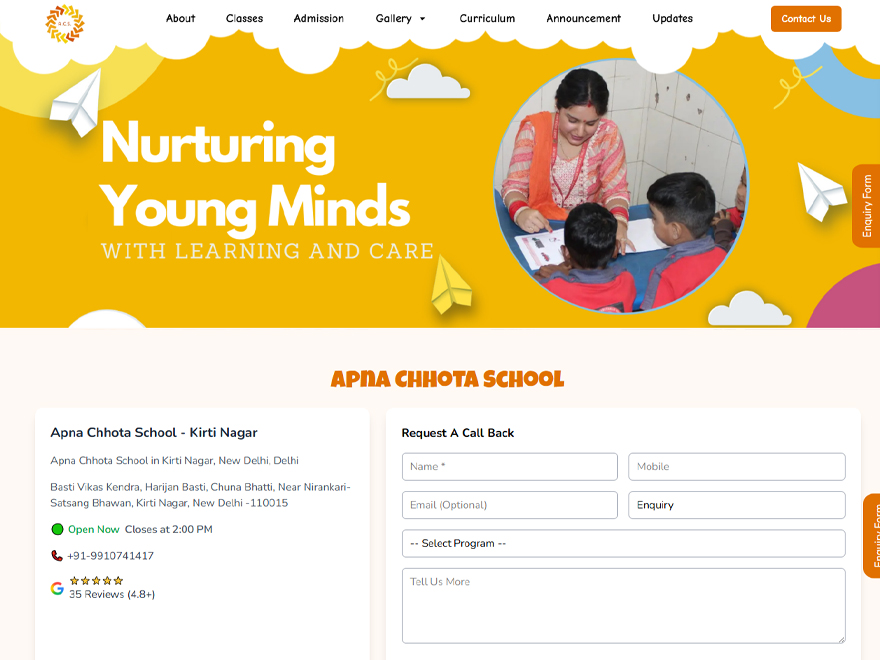 A.C.S.
About
Classes
Admission
Gallery
Curriculum
Announcement
Updates
Contact Us
Nurturing
Young Minds
WITH LEARNING AND CARE
Enquiry Form
APNA CHHOTA SCHOOL
Apna Chhota School - Kirti Nagar
Apna Chhota School in Kirti Nagar, New Delhi, Delhi
Basti Vikas Kendra, Harijan Basti, Chuna Bhatti, Near Nirankari-
Satsang Bhawan, Kirti Nagar, New Delhi -110015
Open Now Closes at 2:00 PM
+91-9910741417
35 Reviews (4.8+)
Request A Call Back
Name *
Mobile
Email (Optional)
Enquiry
-- Select Program --
Tell Us More
Enquiry Form